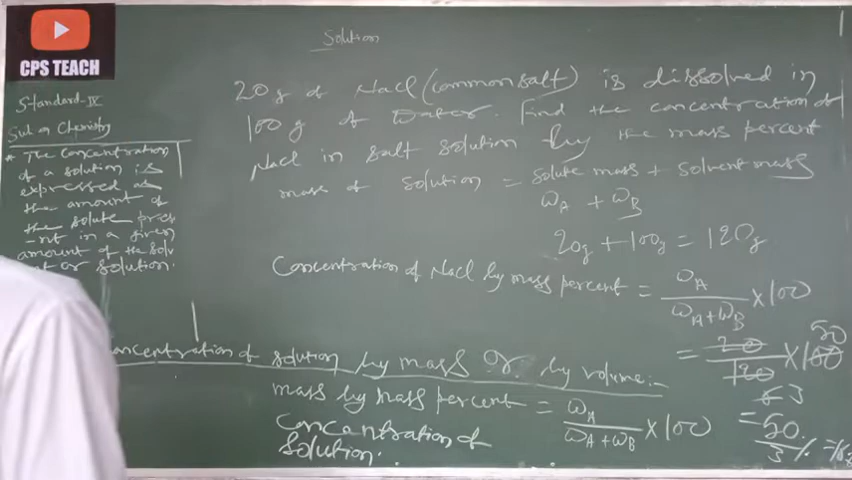 CPS TEACH
Solution
Standard-IX
Sub on Chemistry
* The Concentration
of a solution is
expressed as
the amount of
the solute pres
-ent in a given
amount of the solv
or solution.
20g of Nacl (common salt) is dissolved in
100g of water. Find the concentration of
Nacl in salt solution by the mass percent
mass of solution = solute mass + solvent mass
ωA + ωB
20g + 100g = 120g
Concentration of Nacl by mass percent = ωA / ωA+ωB × 100
= 20 / 120 × 100 50
6 3
= 50 / 3 %
oncentration of solution by mass Or by volume:-
mass by mass percent = ωA / ωA+ωB × 100
Concentration of
Solution.